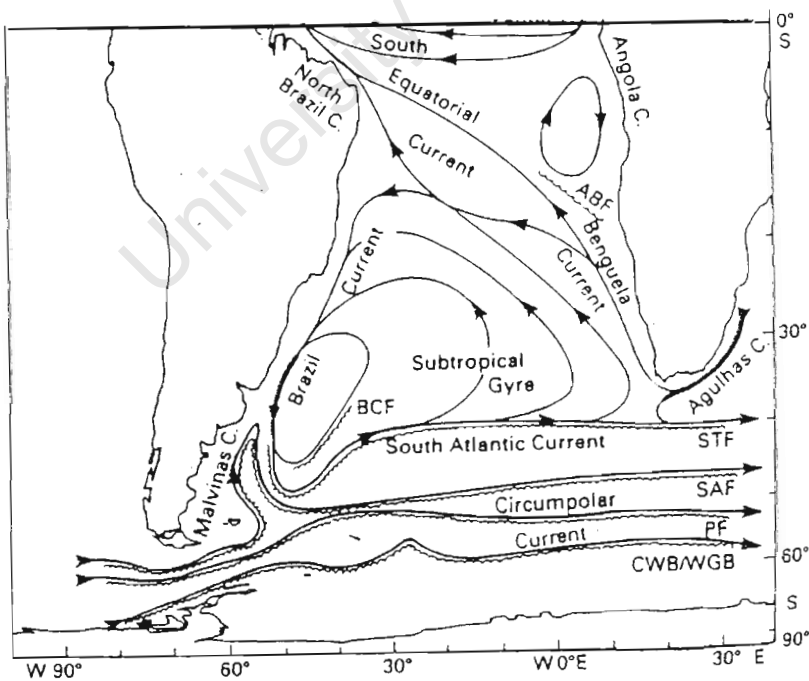 0°
S
South
Angola C.
North
Brazil C.
Equatorial
Current
ABF
Benguela
Current
Current
Brazil
30°
Subtropical
Gyre
Agulhas C.
BCF
South Atlantic Current
STF
Malvinas C.
SAF
Circumpolar
PF
Current
60°
CWB/WGB
S
90°
W 90°
60°
30°
W 0°E
30° E
University